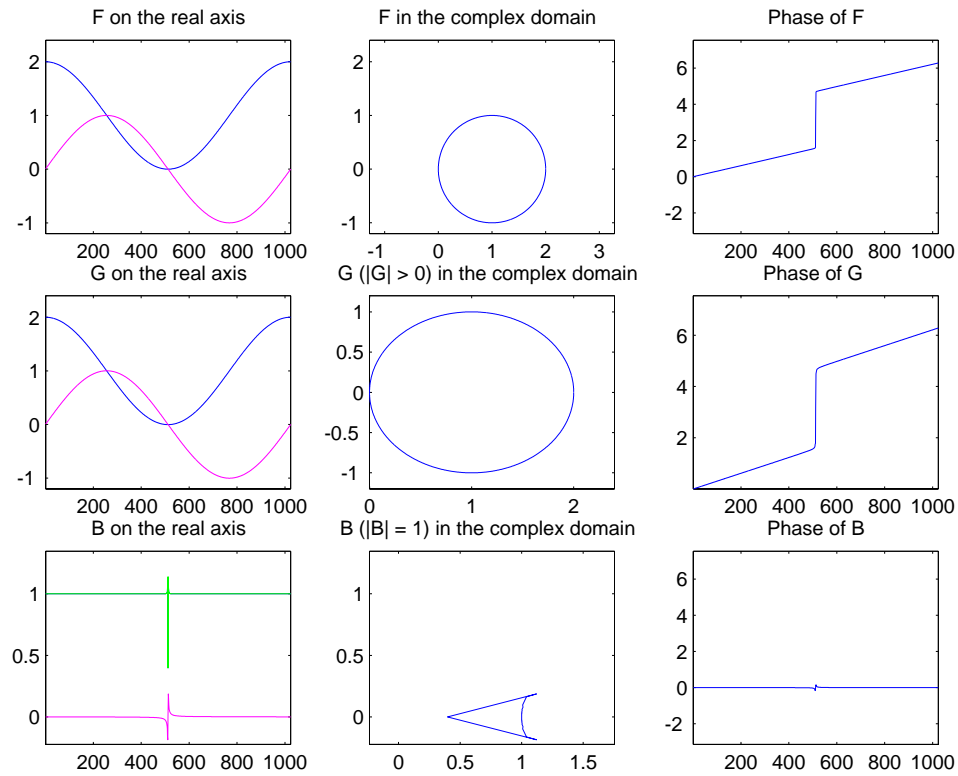 F on the real axis
F in the complex domain
Phase of F
2
1
0
-1
200 400 600 800 1000
1
0
-1
-1 0 1 2 3
6
4
2
0
-2
200 400 600 800 1000
G on the real axis
G (|G| > 0) in the complex domain
Phase of G
2
1
0
-1
200 400 600 800 1000
1
0.5
0
-0.5
-1
0 1 2
6
4
2
200 400 600 800 1000
B on the real axis
B (|B| = 1) in the complex domain
Phase of B
1
0.5
0
200 400 600 800 1000
1
0.5
0
0 0.5 1 1.5 2
6
4
2
0
-2
200 400 600 800 1000